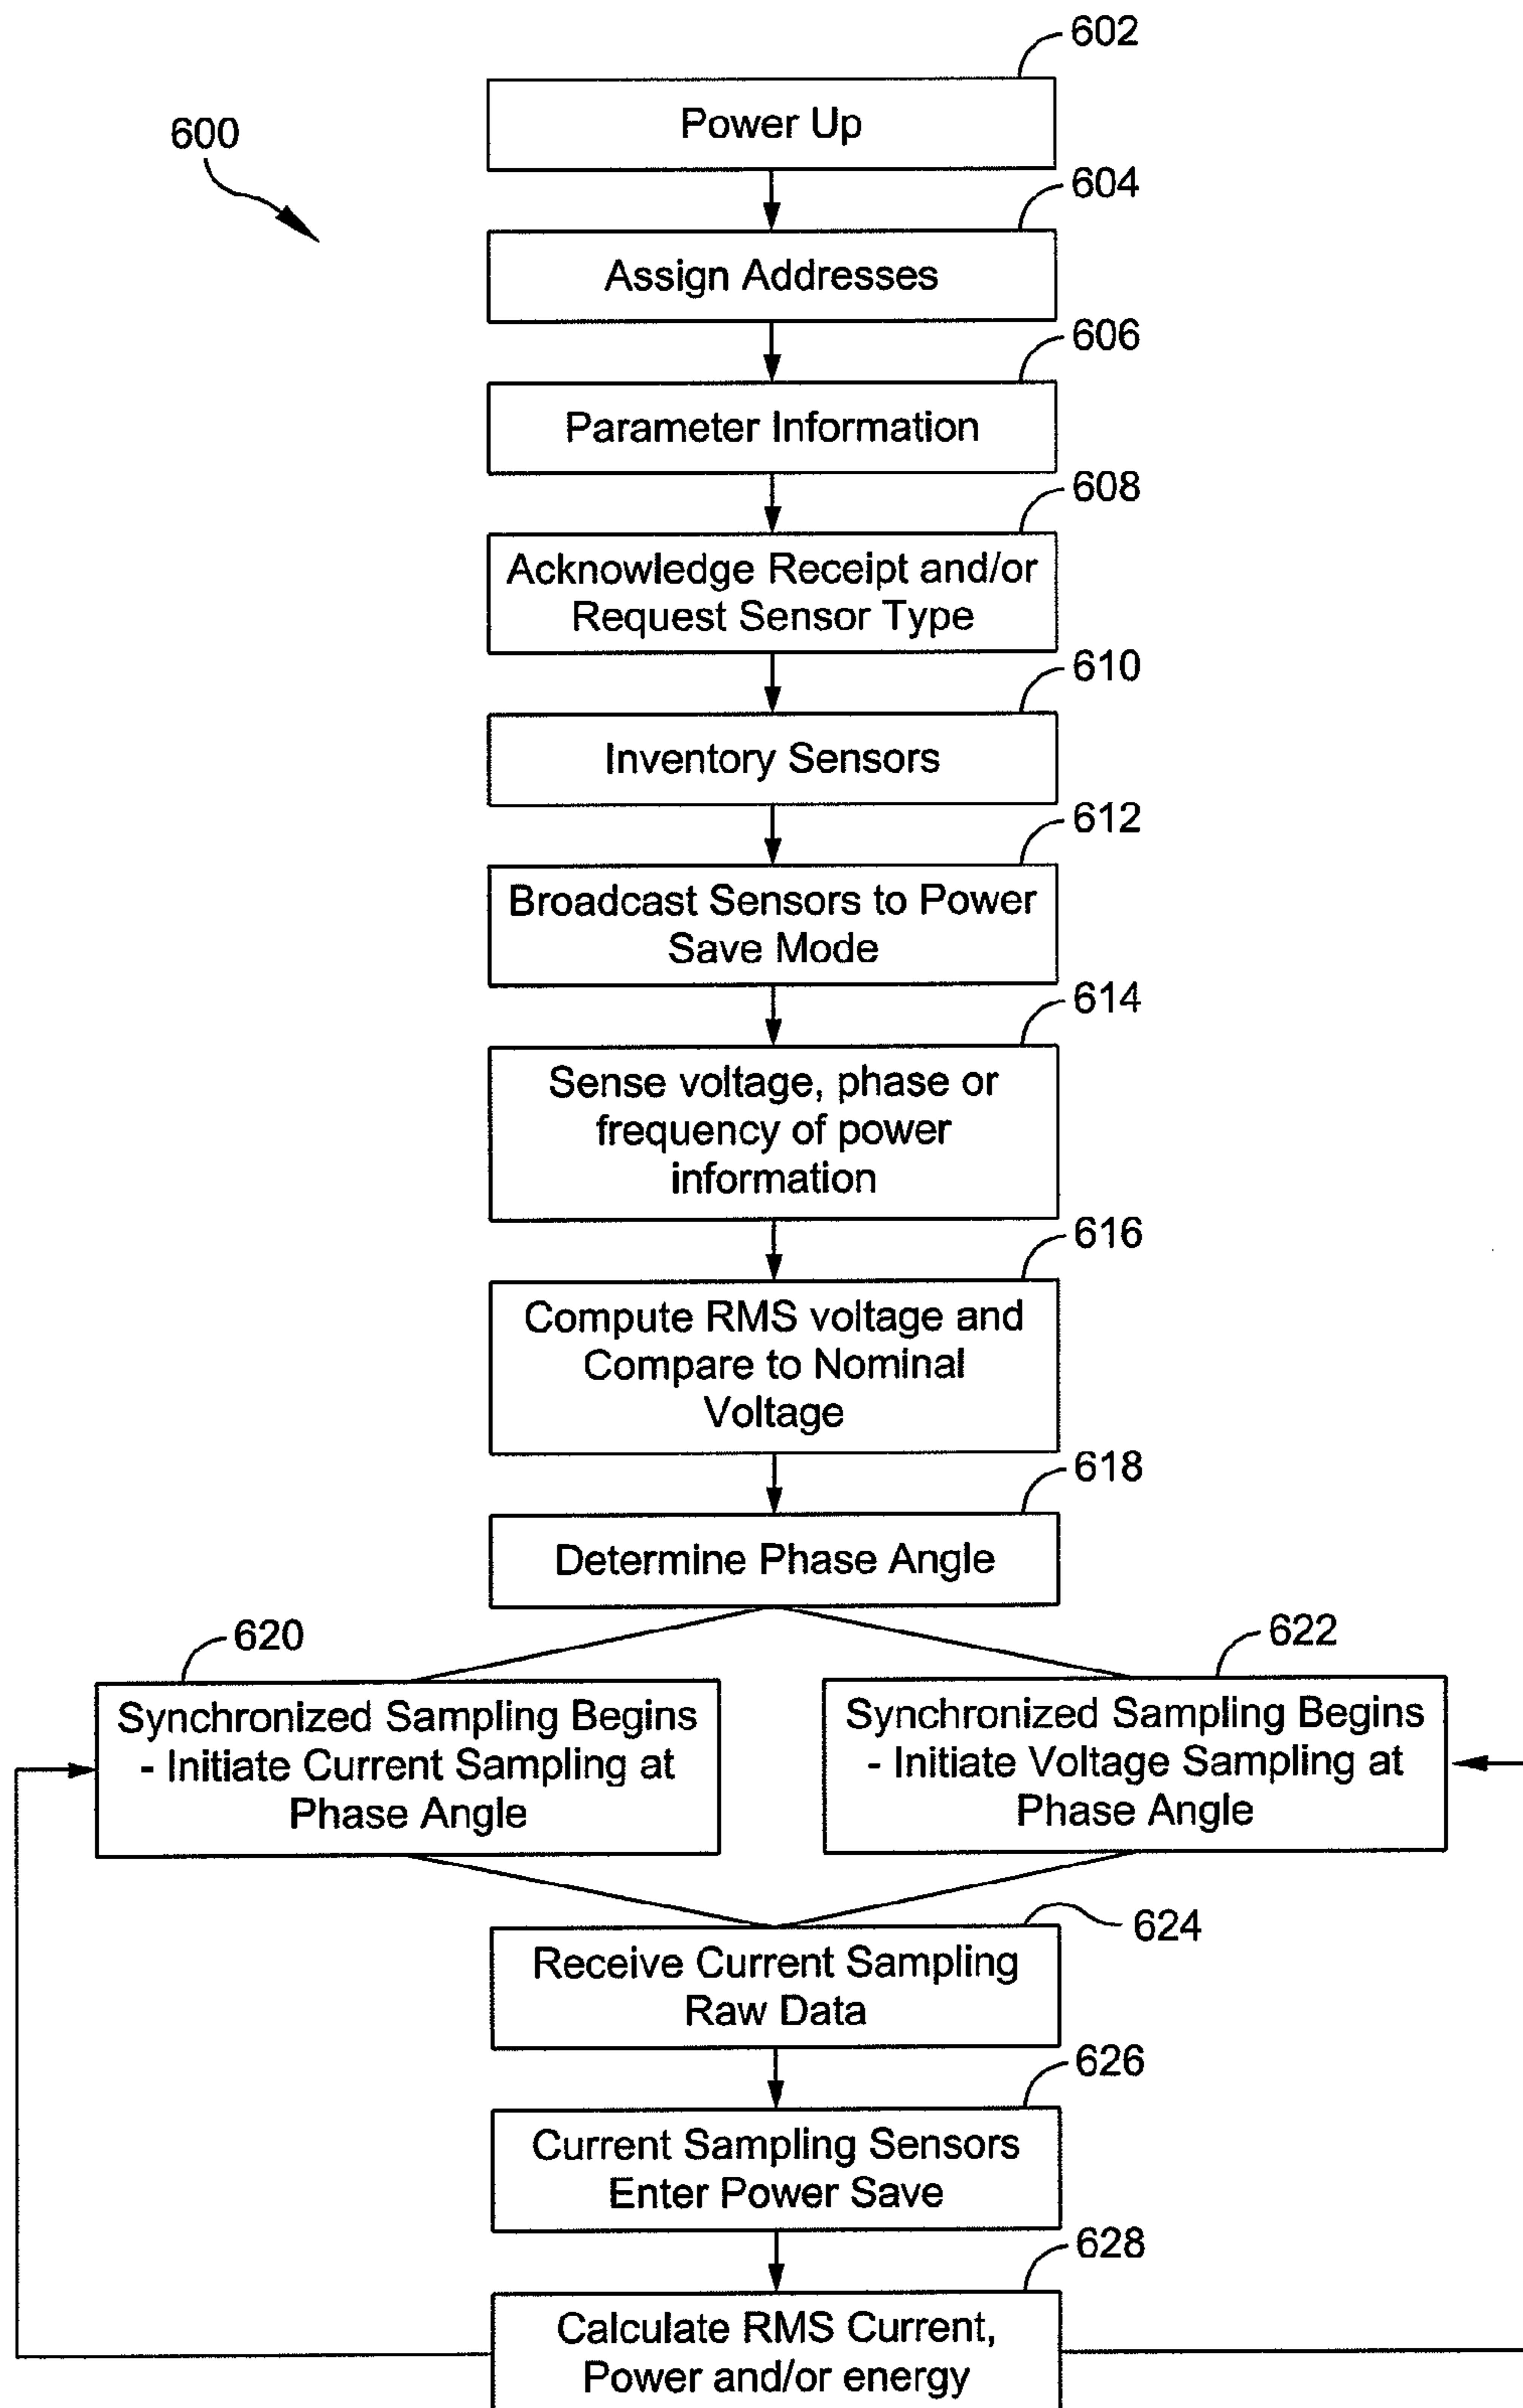 602
Power Up
600
604
Assign Addresses
606
Parameter Information
608
Acknowledge Receipt and/or
Request Sensor Type
610
Inventory Sensors
612
Broadcast Sensors to Power
Save Mode
614
Sense voltage, phase or
frequency of power
information
616
Compute RMS voltage and
Compare to Nominal
Voltage
618
Determine Phase Angle
620
Synchronized Sampling Begins
- Initiate Current Sampling at
Phase Angle
622
Synchronized Sampling Begins
- Initiate Voltage Sampling at
Phase Angle
624
Receive Current Sampling
Raw Data
626
Current Sampling Sensors
Enter Power Save
628
Calculate RMS Current,
Power and/or energy